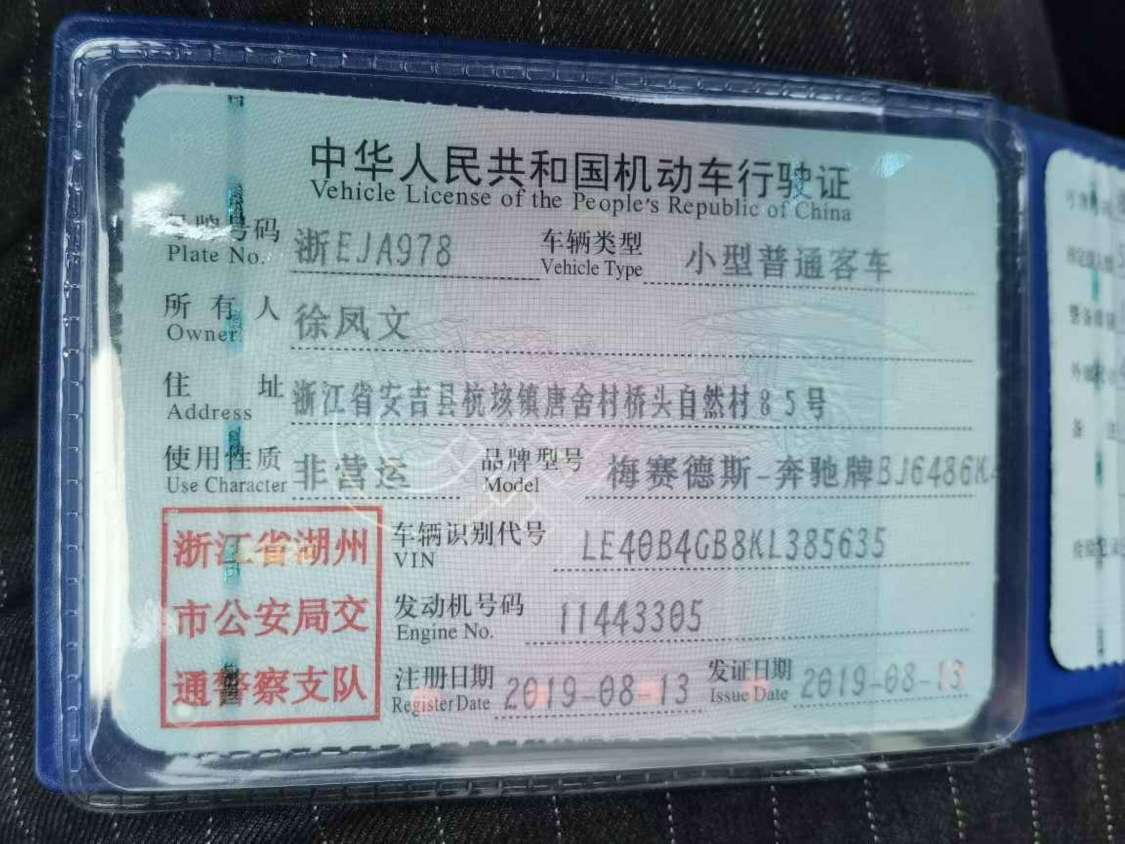 中华人民共和国机动车行驶证
Vehicle License of the People's Republic of China
号牌号码 浙EJA978 车辆类型 小型普通客车
Plate No. Vehicle Type
所有人 徐凤文
Owner
住址 浙江省安吉县杭垓镇唐舍村桥头自然村85号
Address
使用性质 非营运 品牌型号 梅赛德斯-奔驰牌BJ6486K
Use Character Model
浙江省湖州
市公安局交
通警察支队
车辆识别代号 LE40B4GB8KL385635
VIN
发动机号码 11443305
Engine No.
注册日期 2019-08-13 发证日期 2019-08-13
Register Date Issue Date